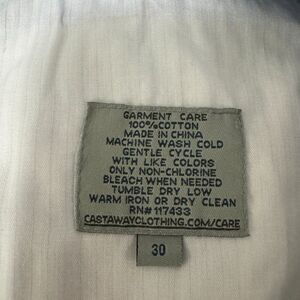 GARMENT CARE
100% COTTON
MADE IN CHINA
MACHINE WASH COLD
GENTLE CYCLE
WITH LIKE COLORS
ONLY NON-CHLORINE
BLEACH WHEN NEEDED
TUMBLE DRY LOW
WARM IRON OR DRY CLEAN
RN# 117433
CASTAWAYCLOTHING.COM/CARE
30